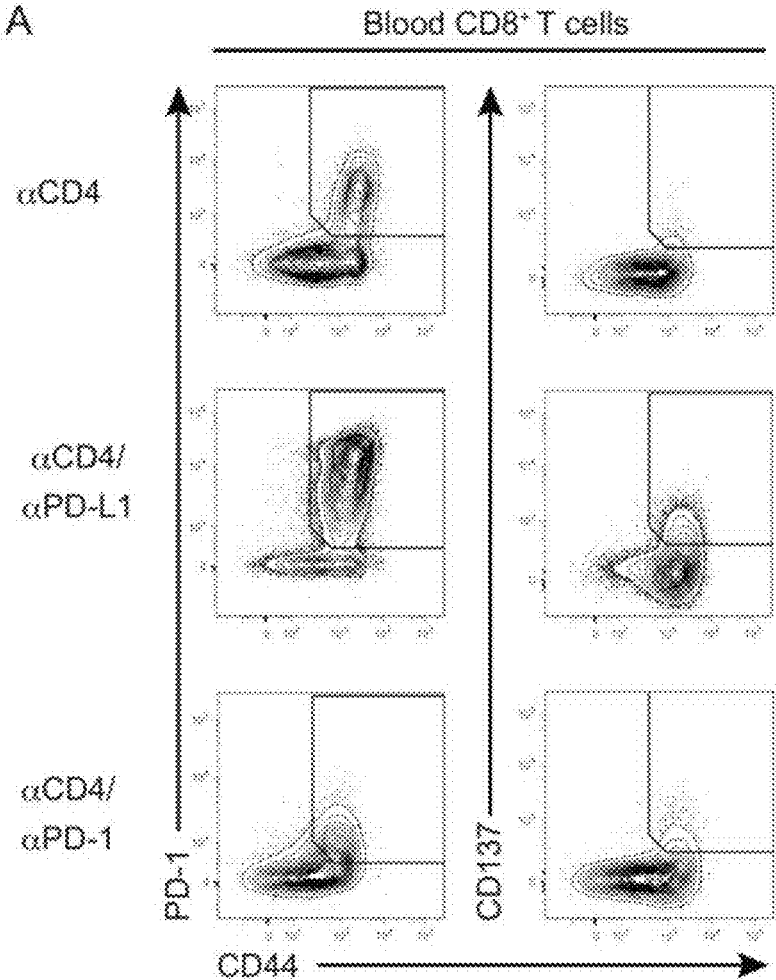 A
Blood CD8⁺ T cells
αCD4
αCD4/
αPD-L1
αCD4/
αPD-1
PD-1
CD137
CD44